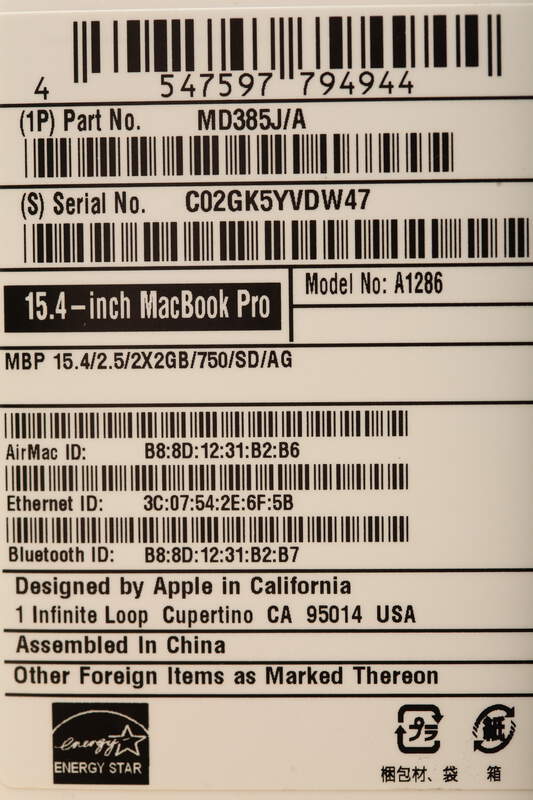 4 547597 794944
(1P) Part No. MD385J/A
(S) Serial No. C02GK5YVDW47
15.4-inch MacBook Pro
Model No: A1286
MBP 15.4/2.5/2X2GB/750/SD/AG
AirMac ID: B8:8D:12:31:B2:B6
Ethernet ID: 3C:07:54:2E:6F:5B
Bluetooth ID: B8:8D:12:31:B2:B7
Designed by Apple in California
1 Infinite Loop Cupertino CA 95014 USA
Assembled In China
Other Foreign Items as Marked Thereon
energy
ENERGY STAR
プラ
紙
梱包材、袋
箱